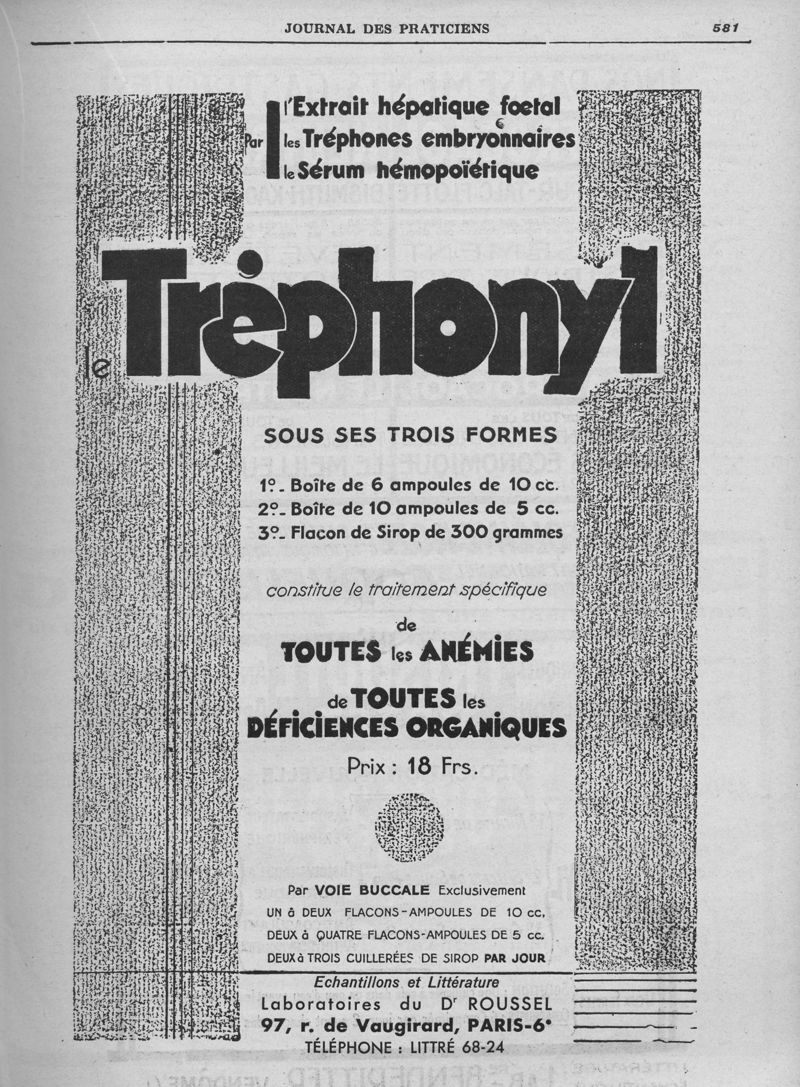 JOURNAL DES PRATICIENS 581
l'Extrait hépatique foetal
Par les Tréphones embryonnaires
le Sérum hémopoïétique
le Tréphonyl
SOUS SES TROIS FORMES
1º_ Boîte de 6 ampoules de 10 cc.
2º_ Boîte de 10 ampoules de 5 cc.
3º_ Flacon de Sirop de 300 grammes
constitue le traitement spécifique
de
TOUTES les ANÉMIES
de TOUTES les
DÉFICIENCES ORGANIQUES
Prix : 18 Frs.
Par VOIE BUCCALE Exclusivement
UN à DEUX FLACONS-AMPOULES DE 10 cc.
DEUX à QUATRE FLACONS-AMPOULES DE 5 cc.
DEUX à TROIS CUILLERÉES DE SIROP PAR JOUR
Echantillons et Littérature
Laboratoires du Dr ROUSSEL
97, r. de Vaugirard, PARIS-6e
TÉLÉPHONE : LITTRÉ 68-24